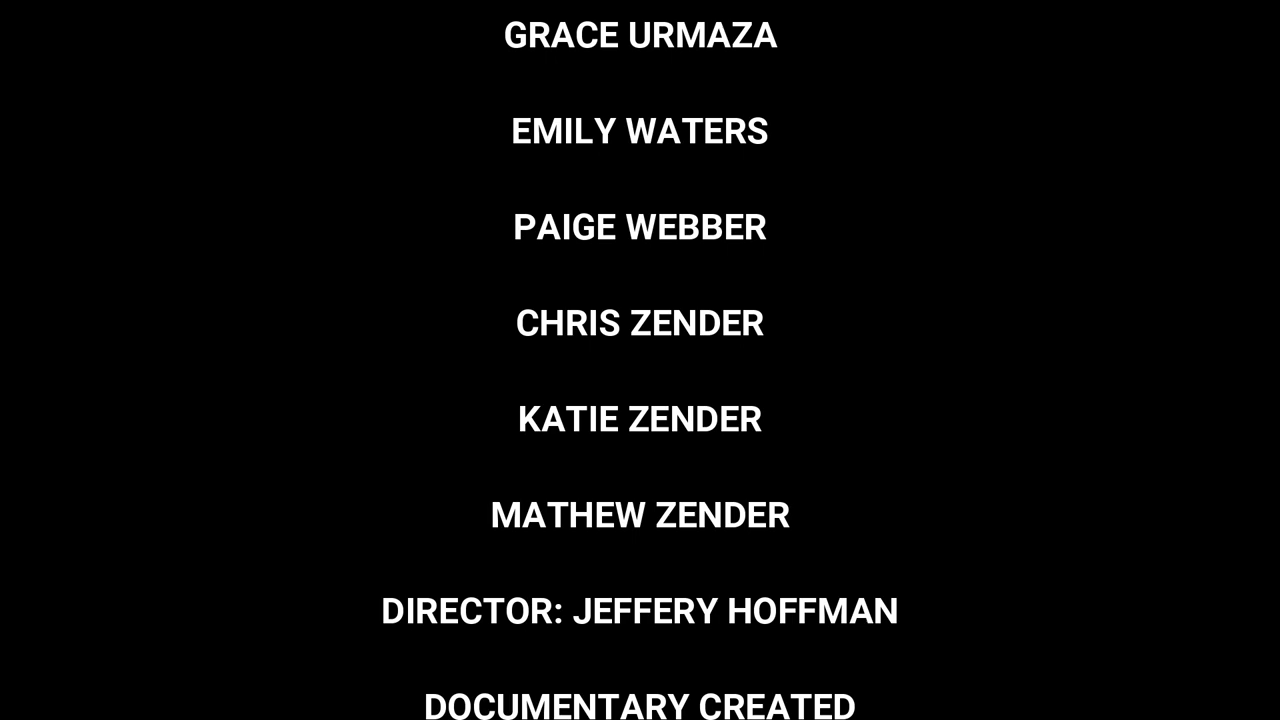 GRACE URMAZA
EMILY WATERS
PAIGE WEBBER
CHRIS ZENDER
KATIE ZENDER
MATHEW ZENDER
DIRECTOR: JEFFERY HOFFMAN
DOCUMENTARY CREATED